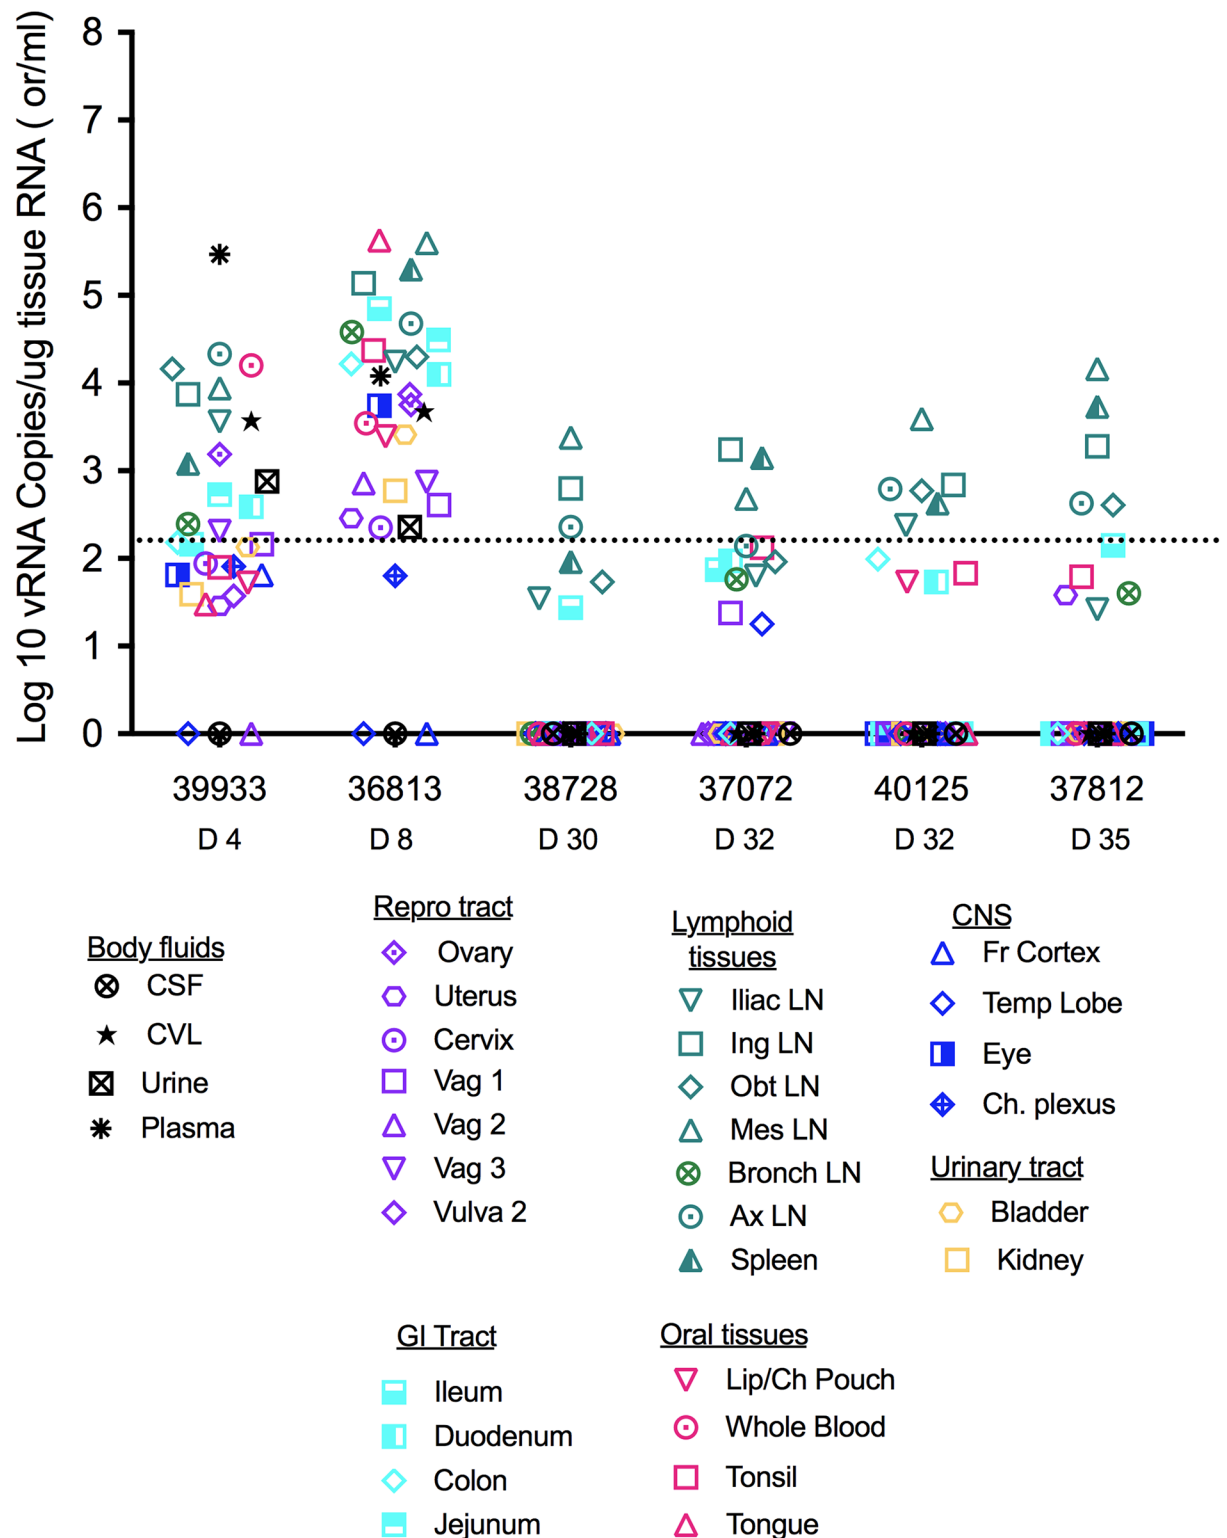 Log 10 vRNA Copies/ug tissue RNA ( or/ml)
8
7
6
5
4
3
2
1
0
39933 36813 38728 37072 40125 37812
D 4 D 8 D 30 D 32 D 32 D 35
Body fluids
CSF
CVL
Urine
Plasma
Repro tract
Ovary
Uterus
Cervix
Vag 1
Vag 2
Vag 3
Vulva 2
Lymphoid
tissues
Iliac LN
Ing LN
Obt LN
Mes LN
Bronch LN
Ax LN
Spleen
CNS
Fr Cortex
Temp Lobe
Eye
Ch. plexus
Urinary tract
Bladder
Kidney
GI Tract
Ileum
Duodenum
Colon
Jejunum
Oral tissues
Lip/Ch Pouch
Whole Blood
Tonsil
Tongue